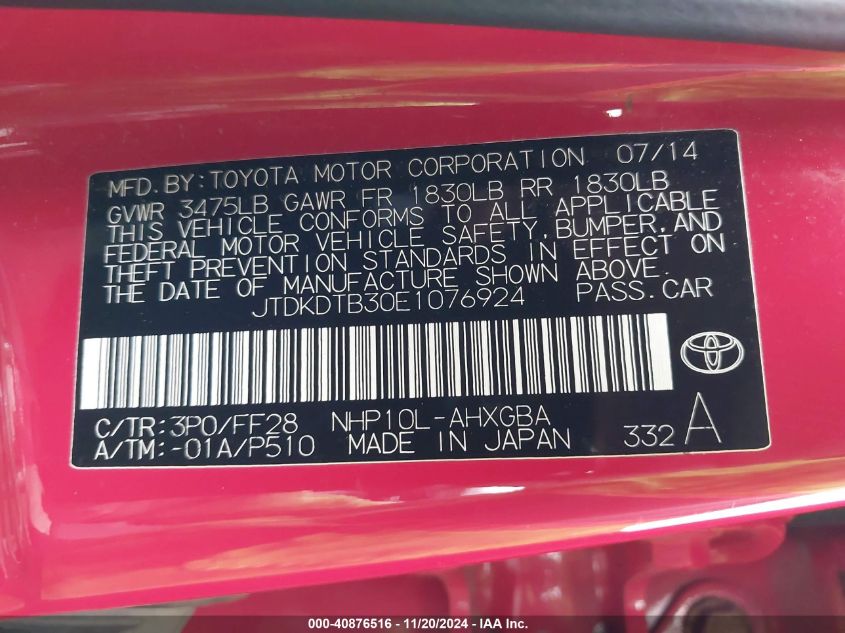 MFD.BY:TOYOTA MOTOR CORPORATION 07/14
GVWR 3475LB GAWR FR 1830LB RR 1830LB
THIS VEHICLE CONFORMS TO ALL APPLICABLE
FEDERAL MOTOR VEHICLE SAFETY,BUMPER,AND
THEFT PREVENTION STANDARDS IN EFFECT ON
THE DATE OF MANUFACTURE SHOWN ABOVE.
JTDKDTB30E1076924 PASS.CAR
C/TR:3P0/FF28 NHP10L-AHXGBA
A/TM:-01A/P510 MADE IN JAPAN 332 A
000-40876516 - 11/20/2024 - IAA Inc.